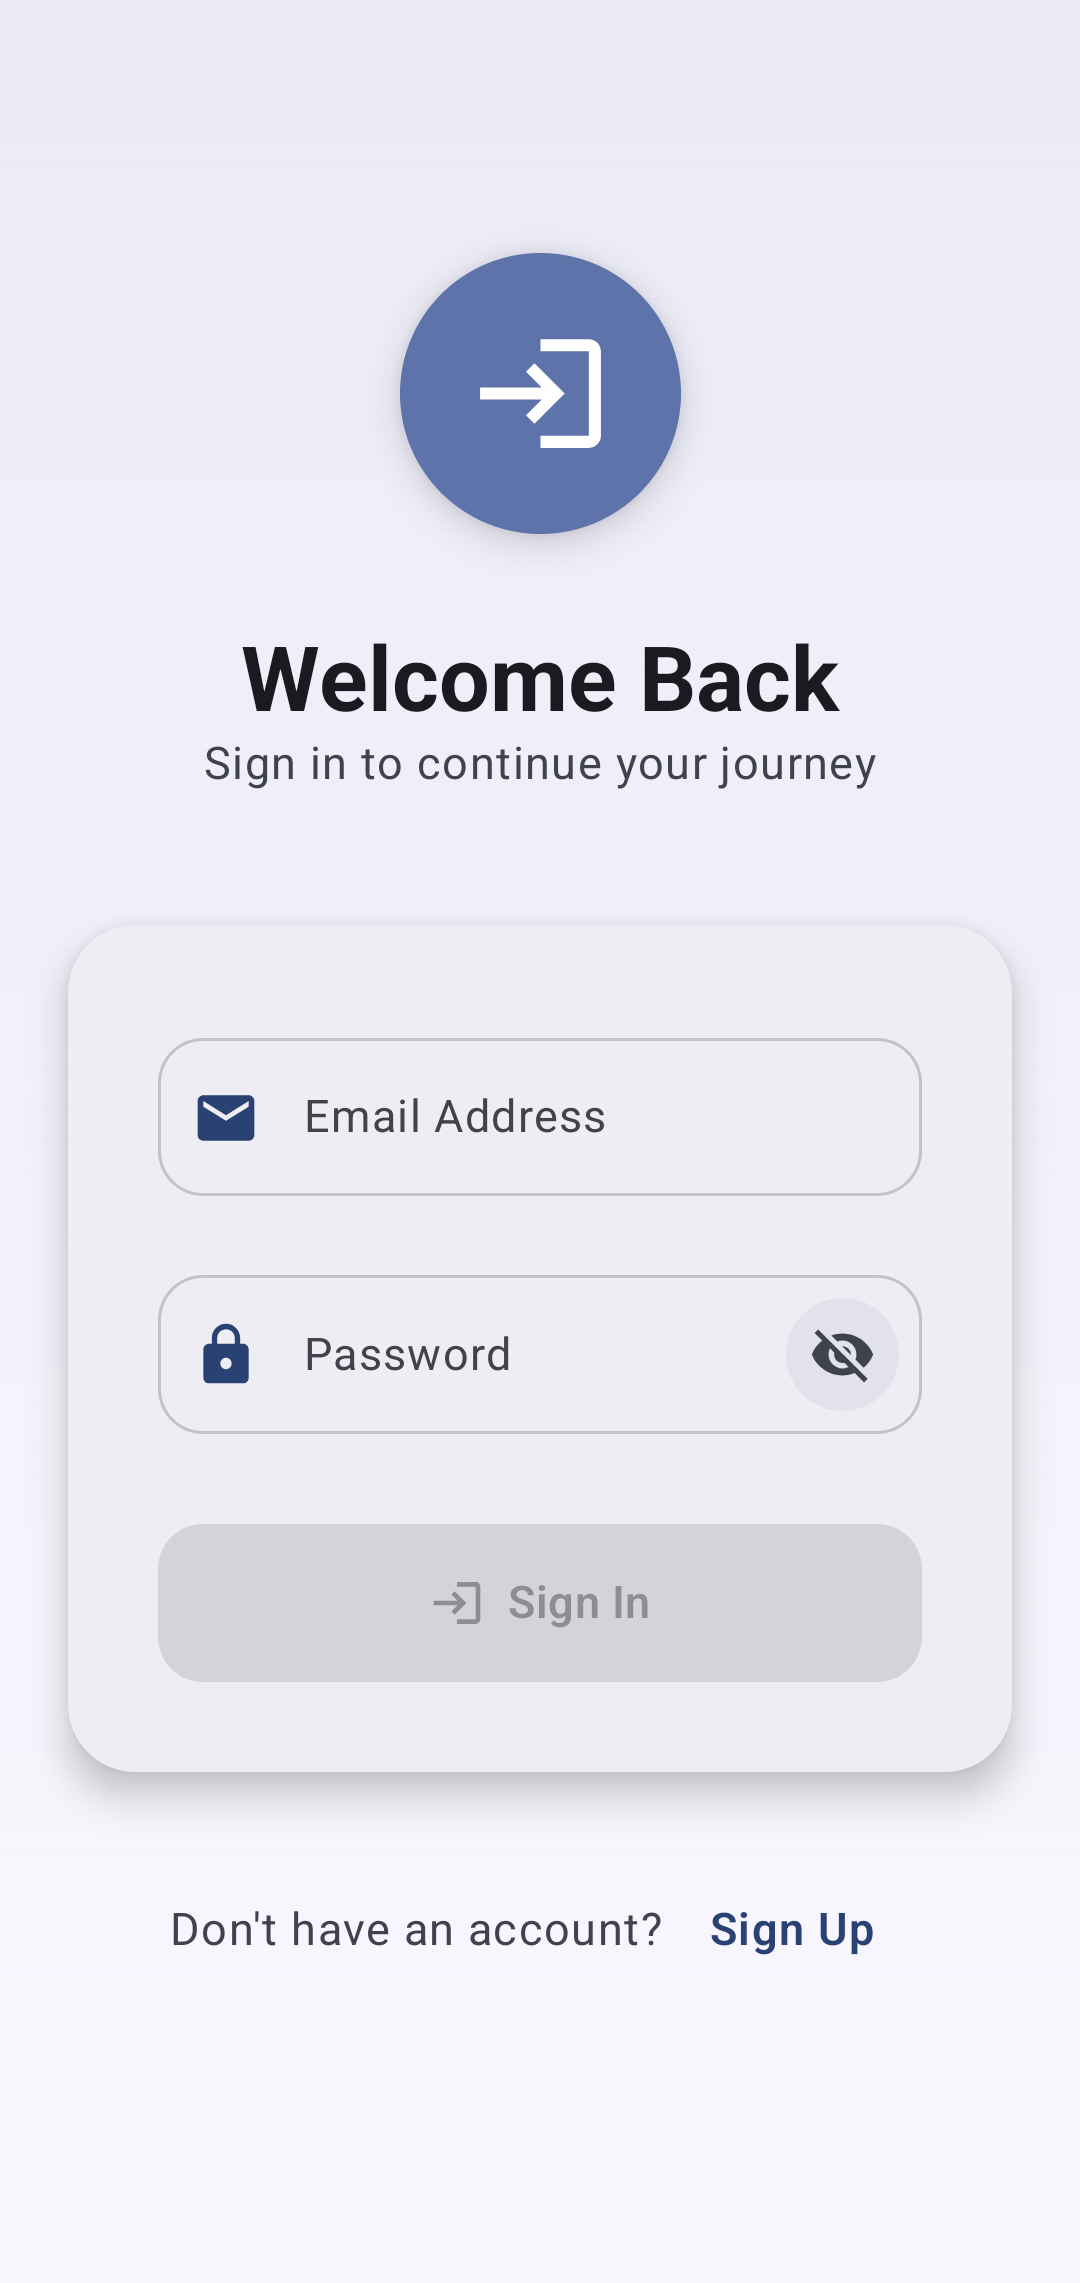 Welcome Back
Sign in to continue your journey
Email Address
Password
Sign In
Don't have an account? Sign Up